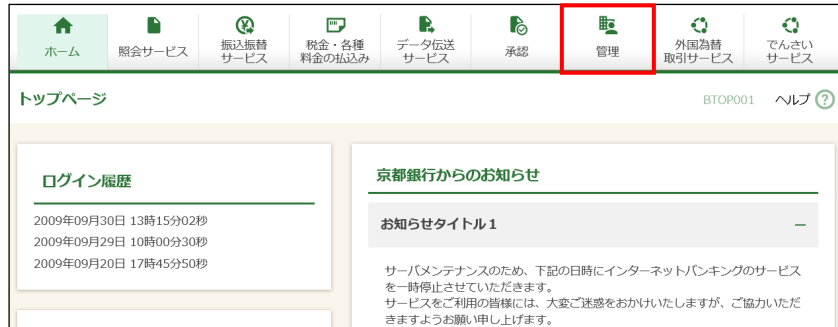 ホーム
照会サービス
振込振替
サービス
税金・各種
料金の払込み
データ伝送
サービス
承認
管理
外国為替
取引サービス
でんさい
サービス
トップページ
BTOP001 ヘルプ ?
ログイン履歴
2009年09月30日 13時15分02秒
2009年09月29日 10時00分30秒
2009年09月20日 17時45分50秒
京都銀行からのお知らせ
お知らせタイトル1
サーバメンテナンスのため、下記の日時にインターネットバンキングのサービス
を一時停止させていただきます。
サービスをご利用の皆様には、大変ご迷惑をおかけいたしますが、ご協力いただ
きますようお願い申し上げます。